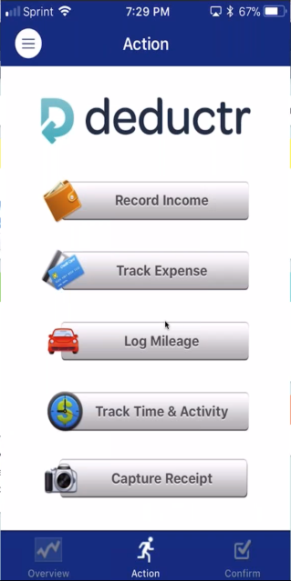 Sprint 7:29 PM 67%
Action
deductr
Record Income
Track Expense
Log Mileage
Track Time & Activity
Capture Receipt
Overview Action Confirm